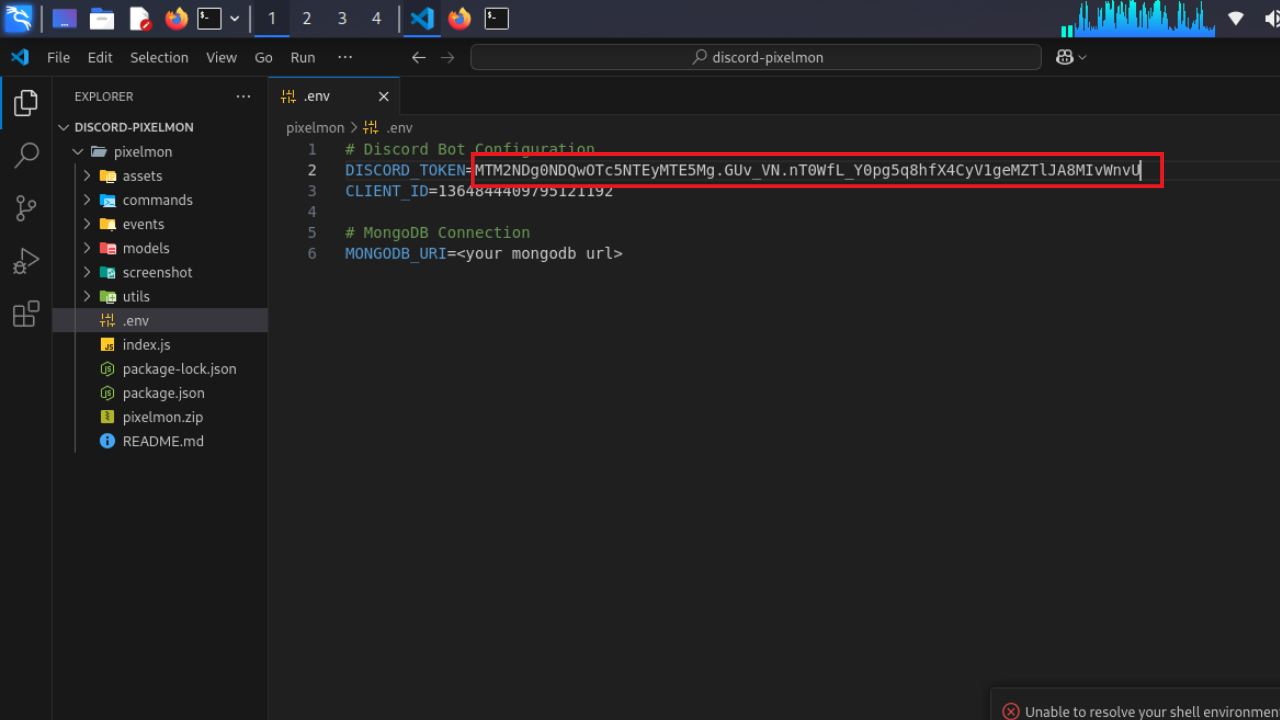 1 2 3 4
File Edit Selection View Go Run ··· discord-pixelmon
EXPLORER ···
.env
DISCORD-PIXELMON
pixelmon
assets
commands
events
models
screenshot
utils
.env
index.js
package-lock.json
package.json
pixelmon.zip
README.md
pixelmon > .env
1 # Discord Bot Configuration
2 DISCORD_TOKEN=MTM2NDg0NDQwOTc5NTEyMTE5Mg.GUv_VN.nT0WfL_Y0pg5q8hfX4CyV1geMZTlJA8MIvWnvU
3 CLIENT_ID=1364844409795121192
4
5 # MongoDB Connection
6 MONGODB_URI=<your mongodb url>
Unable to resolve your shell environmen